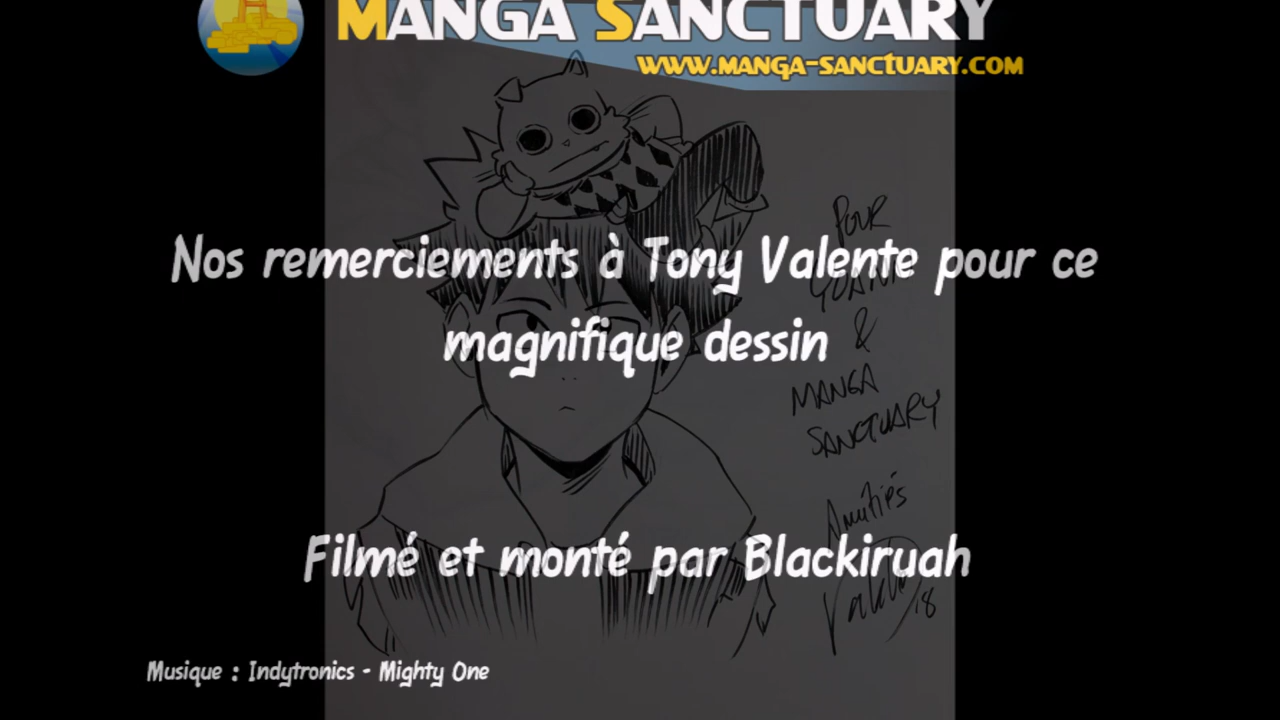 MANGA SANCTUARY
WWW.MANGA-SANCTUARY.COM
POUR
YOANN
&
MANGA
SANCTUARY
Amitiés
Nos remerciements à Tony Valente pour ce
magnifique dessin
Filmé et monté par Blackiruah
18
Musique : Indytronics - Mighty One